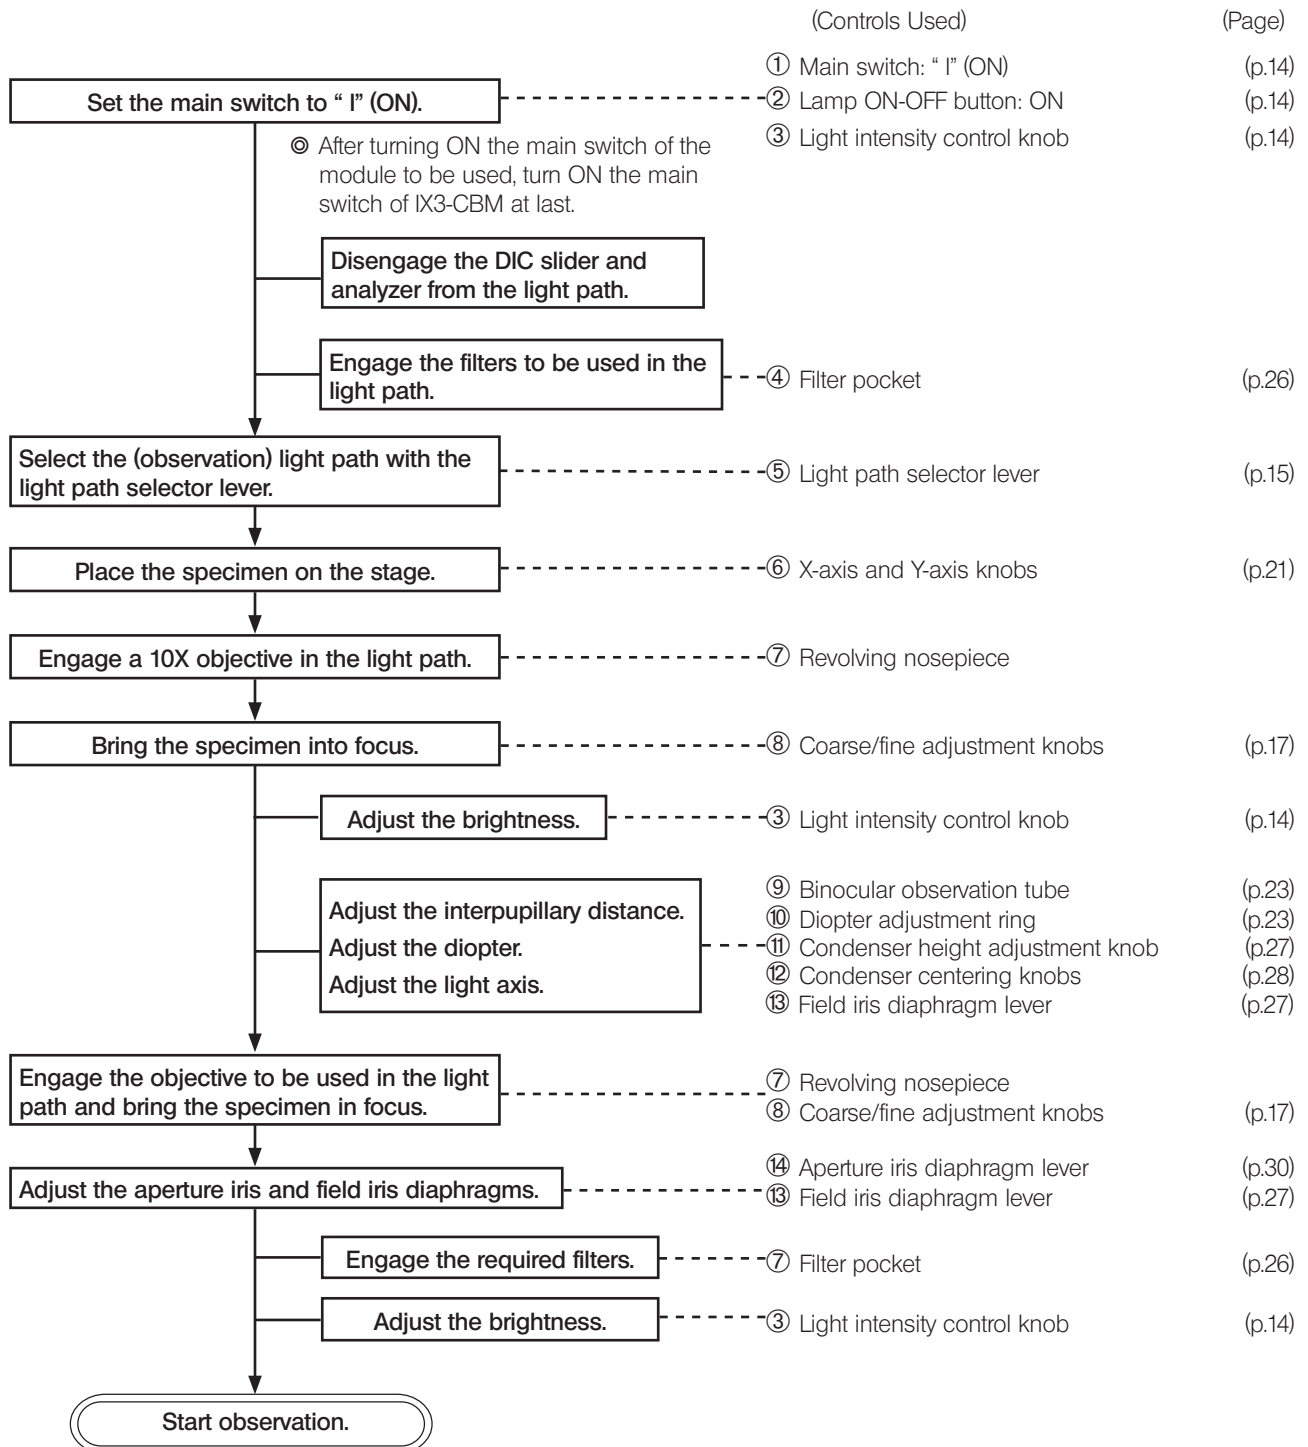 (Controls Used) (Page)
① Main switch: “ I” (ON) (p.14)
Set the main switch to “ I” (ON).
② Lamp ON-OFF button: ON (p.14)
③ Light intensity control knob (p.14)
◎ After turning ON the main switch of the
module to be used, turn ON the main
switch of IX3-CBM at last.
Disengage the DIC slider and
analyzer from the light path.
Engage the filters to be used in the
light path.
④ Filter pocket (p.26)
Select the (observation) light path with the
light path selector lever.
⑤ Light path selector lever (p.15)
Place the specimen on the stage.
⑥ X-axis and Y-axis knobs (p.21)
Engage a 10X objective in the light path.
⑦ Revolving nosepiece
Bring the specimen into focus.
⑧ Coarse/fine adjustment knobs (p.17)
Adjust the brightness.
③ Light intensity control knob (p.14)
Adjust the interpupillary distance.
Adjust the diopter.
Adjust the light axis.
⑨ Binocular observation tube (p.23)
⑩ Diopter adjustment ring (p.23)
⑪ Condenser height adjustment knob (p.27)
⑫ Condenser centering knobs (p.28)
⑬ Field iris diaphragm lever (p.27)
Engage the objective to be used in the light
path and bring the specimen in focus.
⑦ Revolving nosepiece
⑧ Coarse/fine adjustment knobs (p.17)
Adjust the aperture iris and field iris diaphragms.
⑭ Aperture iris diaphragm lever (p.30)
⑬ Field iris diaphragm lever (p.27)
Engage the required filters.
⑦ Filter pocket (p.26)
Adjust the brightness.
③ Light intensity control knob (p.14)
Start observation.